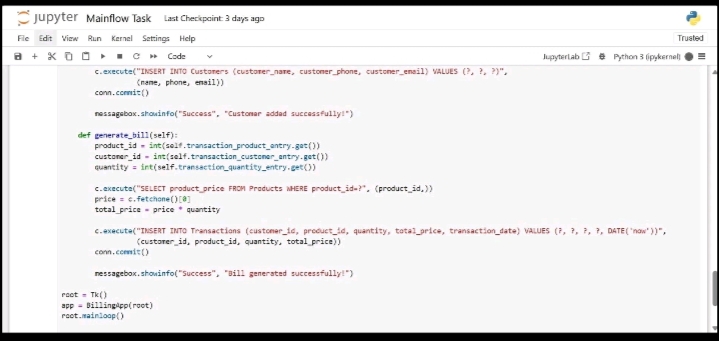 jupyter Mainflow Task Last Checkpoint: 3 days ago
File Edit View Run Kernel Settings Help Trusted
Code JupyterLab Python 3 (ipykernel)
c.execute("INSERT INTO Customers (customer_name, customer_phone, customer_email) VALUES (?, ?, ?)",
(name, phone, email))
conn.commit()
messagebox.showinfo("Success", "Customer added successfully!")
def generate_bill(self):
product_id = int(self.transaction_product_entry.get())
customer_id = int(self.transaction_customer_entry.get())
quantity = int(self.transaction_quantity_entry.get())
c.execute("SELECT product_price FROM Products WHERE product_id=?", (product_id,))
price = c.fetchone()[0]
total_price = price * quantity
c.execute("INSERT INTO Transactions (customer_id, product_id, quantity, total_price, transaction_date) VALUES (?, ?, ?, ?, DATE('now'))",
(customer_id, product_id, quantity, total_price))
conn.commit()
messagebox.showinfo("Success", "Bill generated successfully!")
root = Tk()
app = BillingApp(root)
root.mainloop()